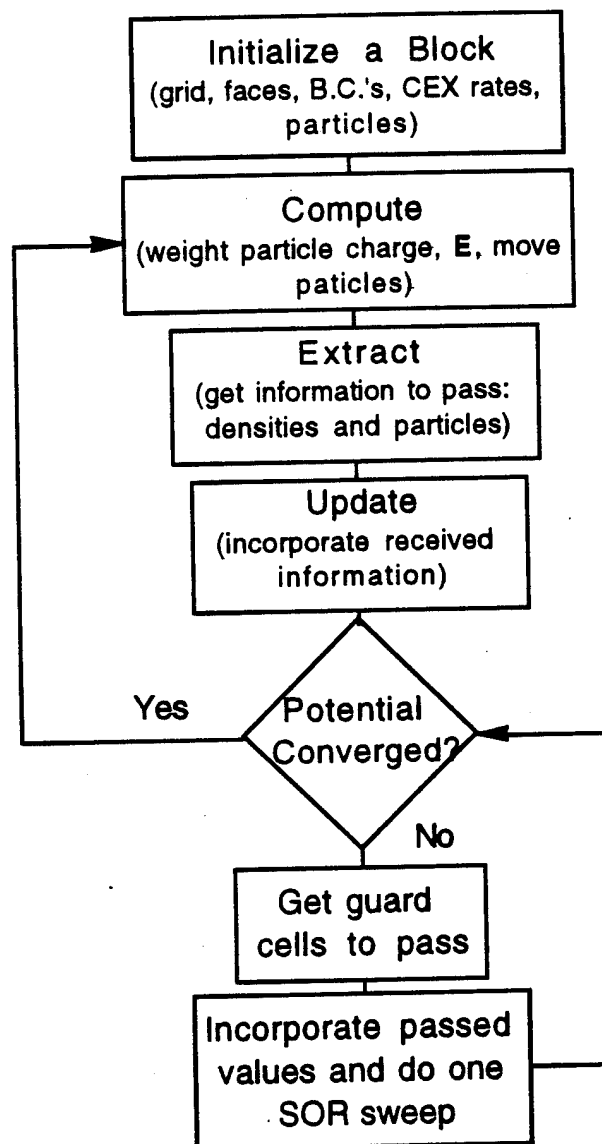 Initialize a Block
(grid, faces, B.C.'s, CEX rates,
particles)
Compute
(weight particle charge, E, move
paticles)
Extract
(get information to pass:
densities and particles)
Update
(incorporate received
information)
Yes
Potential
Converged?
No
Get guard
cells to pass
Incorporate passed
values and do one
SOR sweep